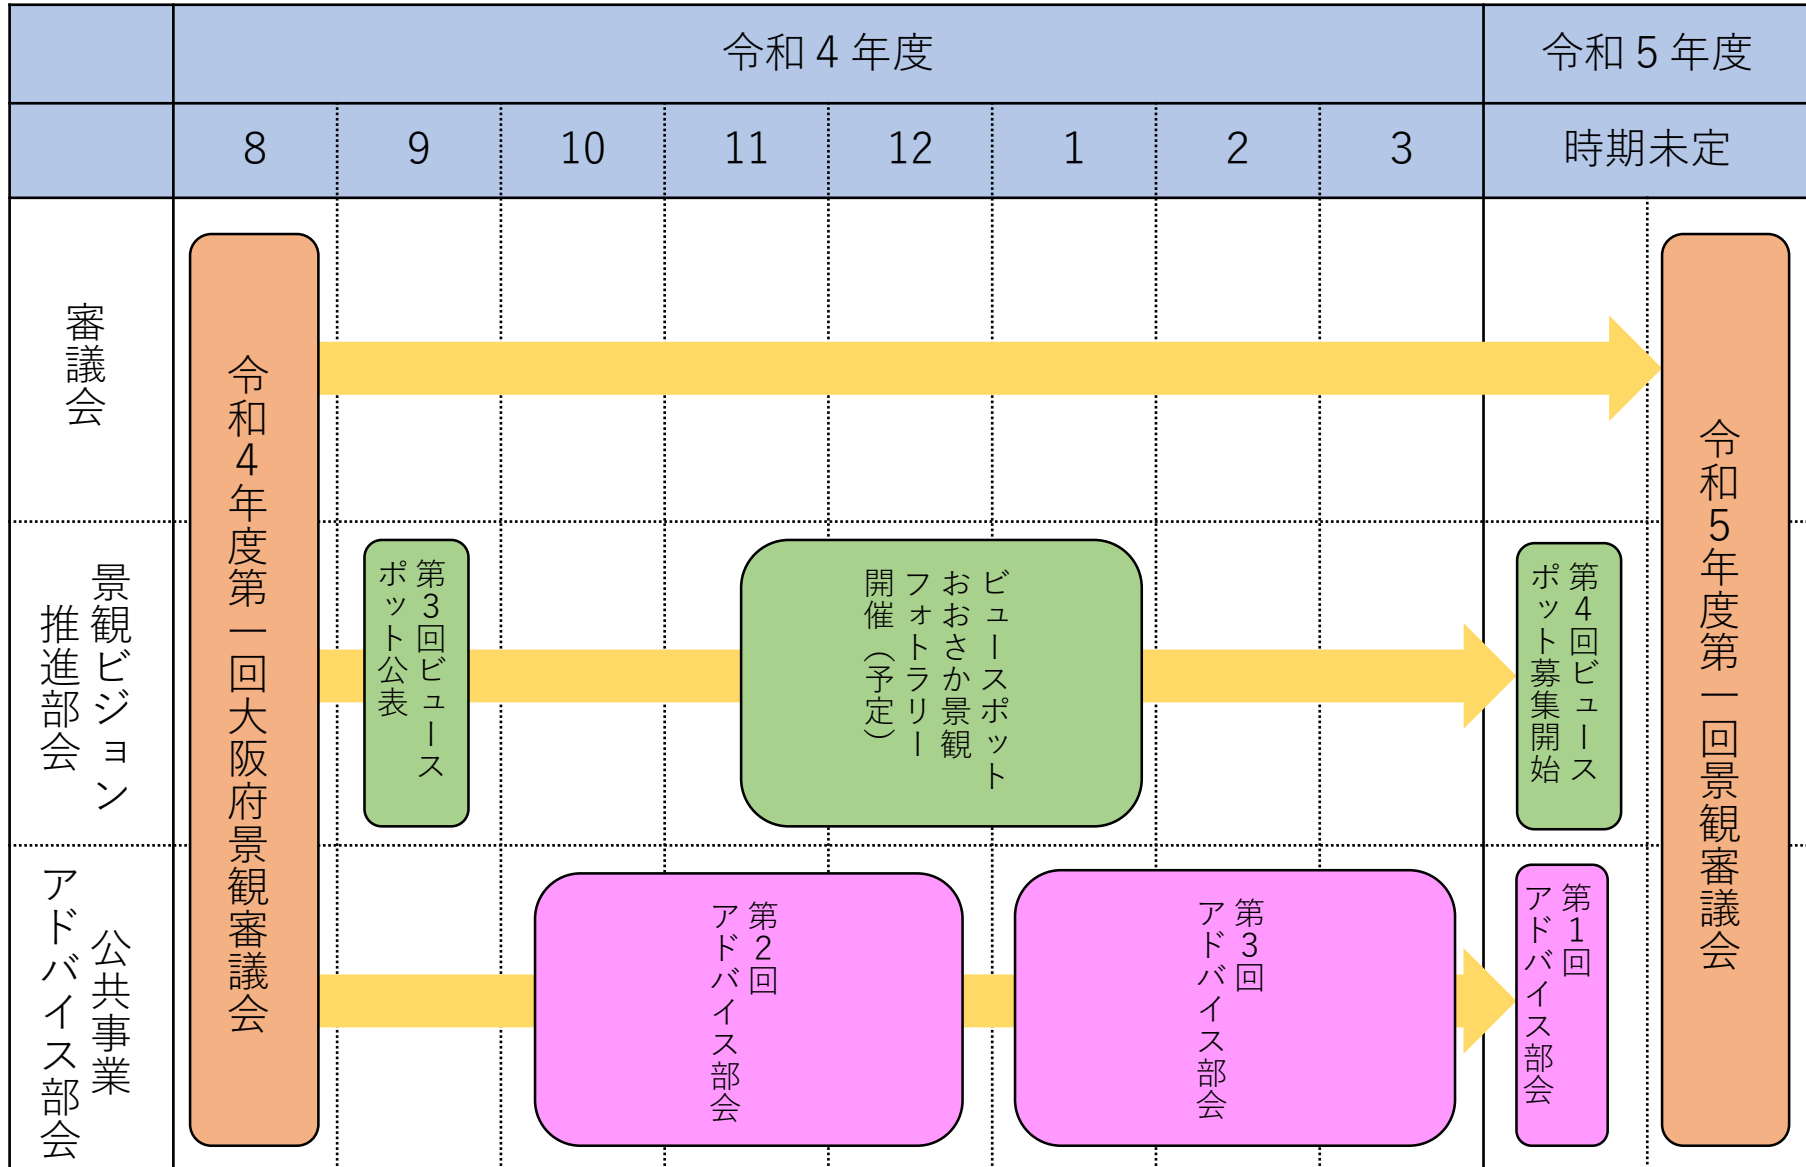 令和4年度
令和5年度
8
9
10
11
12
1
2
3
時期未定
審議会
令和4年度第一回大阪府景観審議会
令和5年度第一回景観審議会
景観ビジョン
推進部会
第3回ビュース
ポット公表
ビュースポット
おおさか景観
フォトラリー
開催（予定）
第4回ビュース
ポット募集開始
公共事業
アドバイス部会
第2回
アドバイス部会
第3回
アドバイス部会
第1回
アドバイス部会